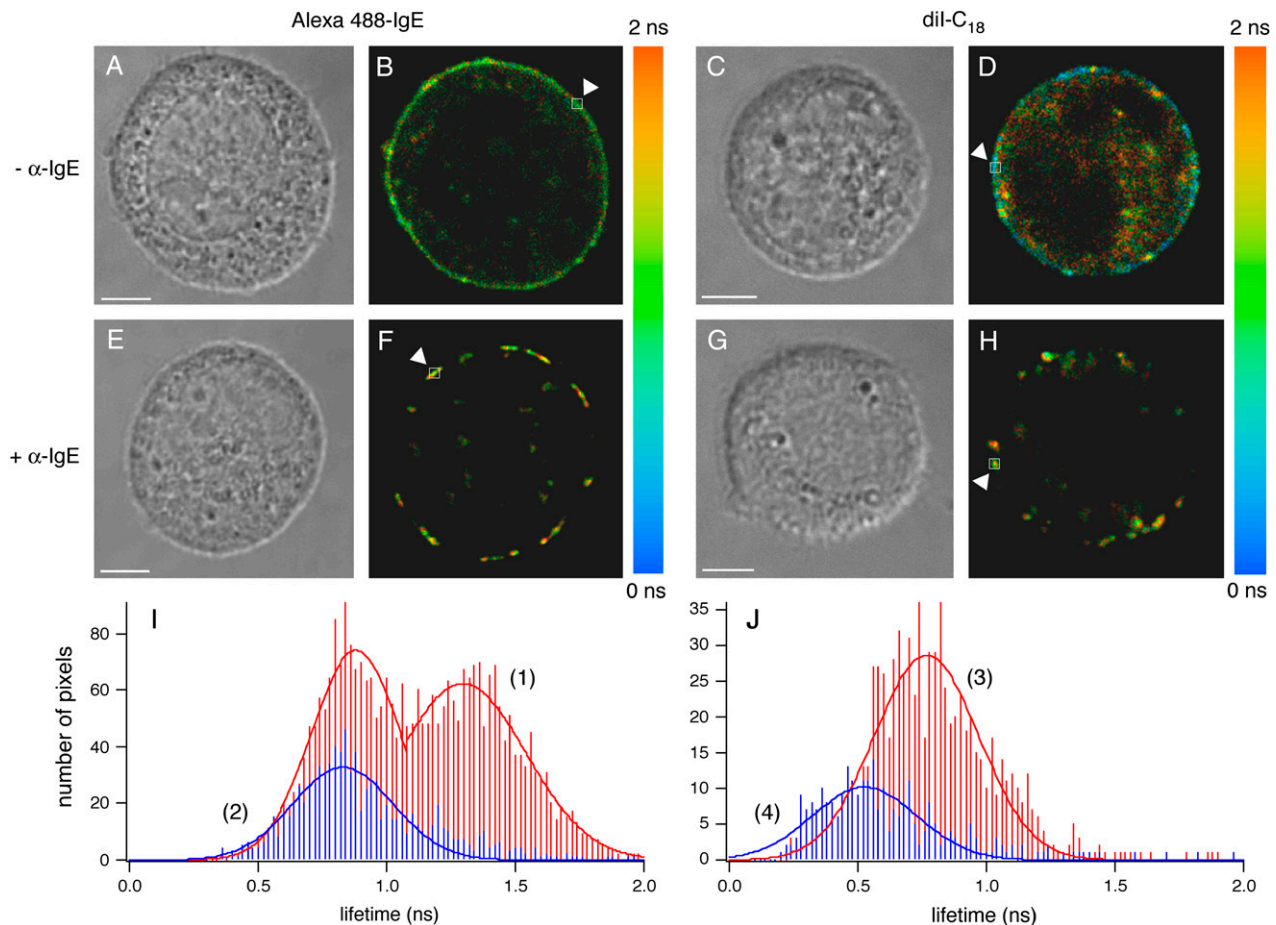 Alexa 488-IgE
diI-C18
2 ns
2 ns
A
B
C
D
- α-IgE
E
F
G
H
+ α-IgE
0 ns
0 ns
I
80
60
40
20
0
number of pixels
(1)
(2)
0.0 0.5 1.0 1.5 2.0
lifetime (ns)
J
35
30
25
20
15
10
5
0
(3)
(4)
0.0 0.5 1.0 1.5 2.0
lifetime (ns)